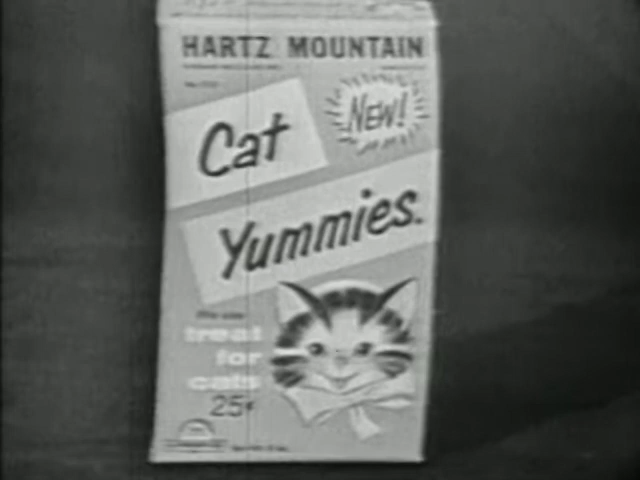 HARTZ MOUNTAIN
NEW!
Cat
Yummies.
treat
for
cats
25¢